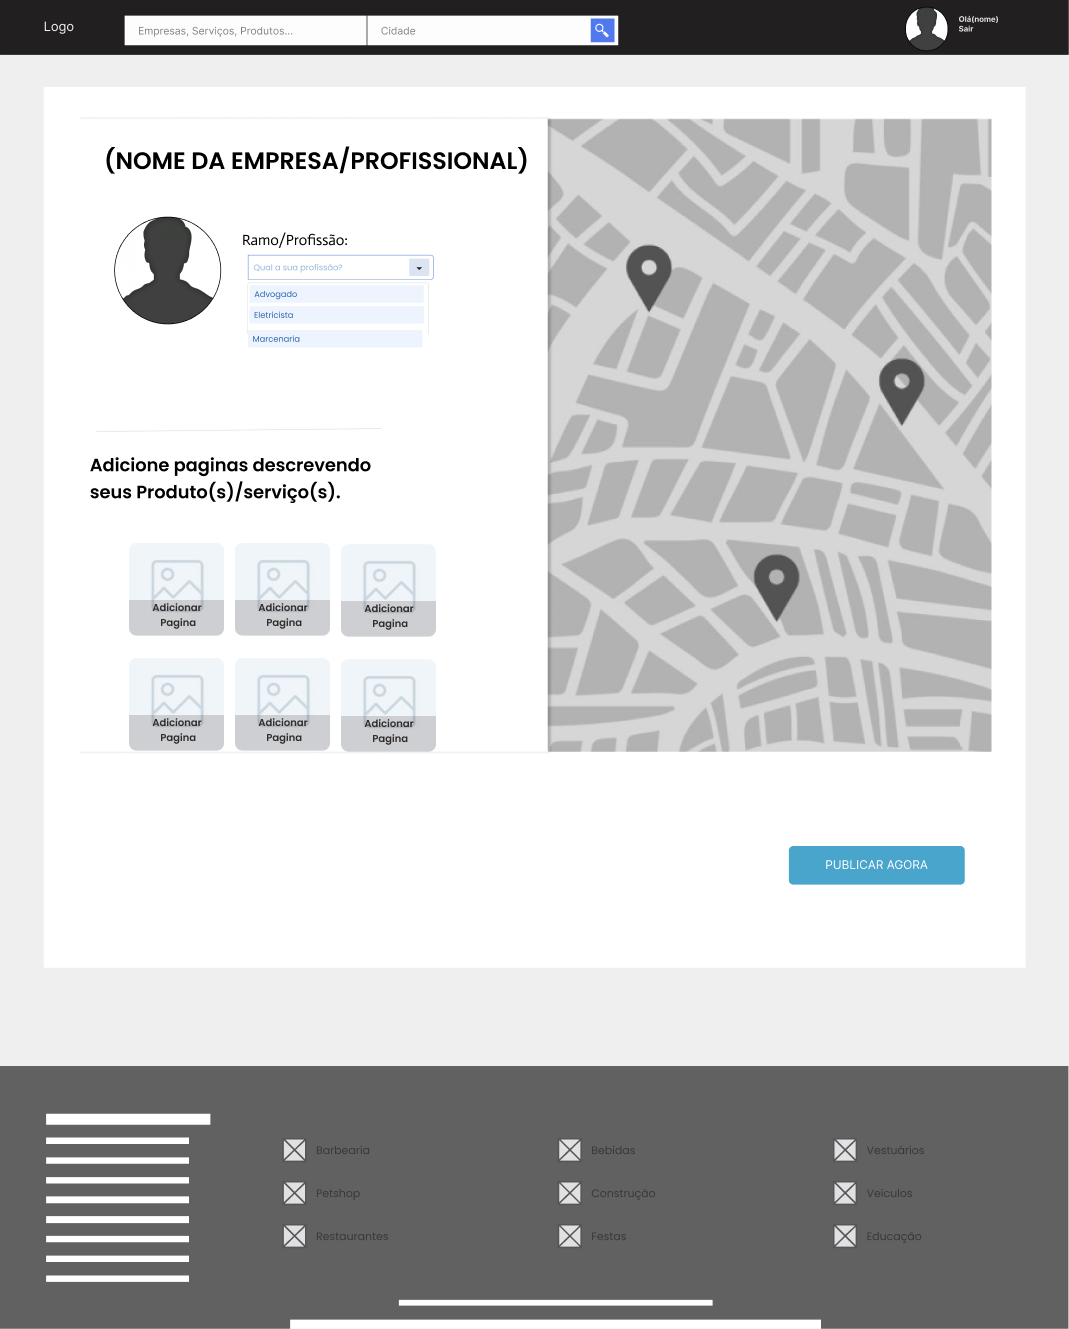 Logo
Empresas, Serviços, Produtos...
Cidade
Olá(nome)
Sair
(NOME DA EMPRESA/PROFISSIONAL)
Ramo/Profissão:
Qual a sua profissão?
Advogado
Eletricista
Marcenaria
Adicione paginas descrevendo
seus Produto(s)/serviço(s).
Adicionar
Pagina
Adicionar
Pagina
Adicionar
Pagina
Adicionar
Pagina
Adicionar
Pagina
Adicionar
Pagina
PUBLICAR AGORA
Barbearia
Bebidas
Vestuários
Petshop
Construção
Veículos
Restaurantes
Festas
Educação